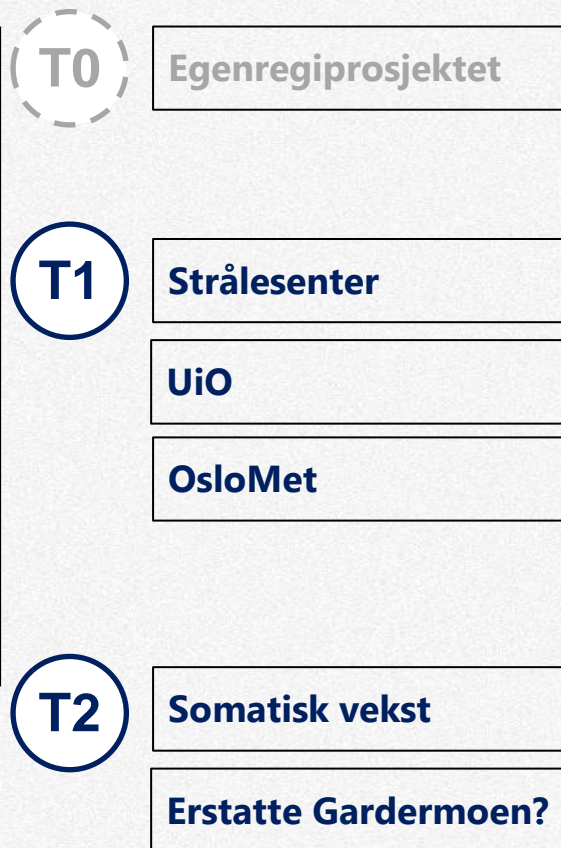 T0
Egenregiprosjektet
T1
Strålesenter
UiO
OsloMet
T2
Somatisk vekst
Erstatte Gardermoen?